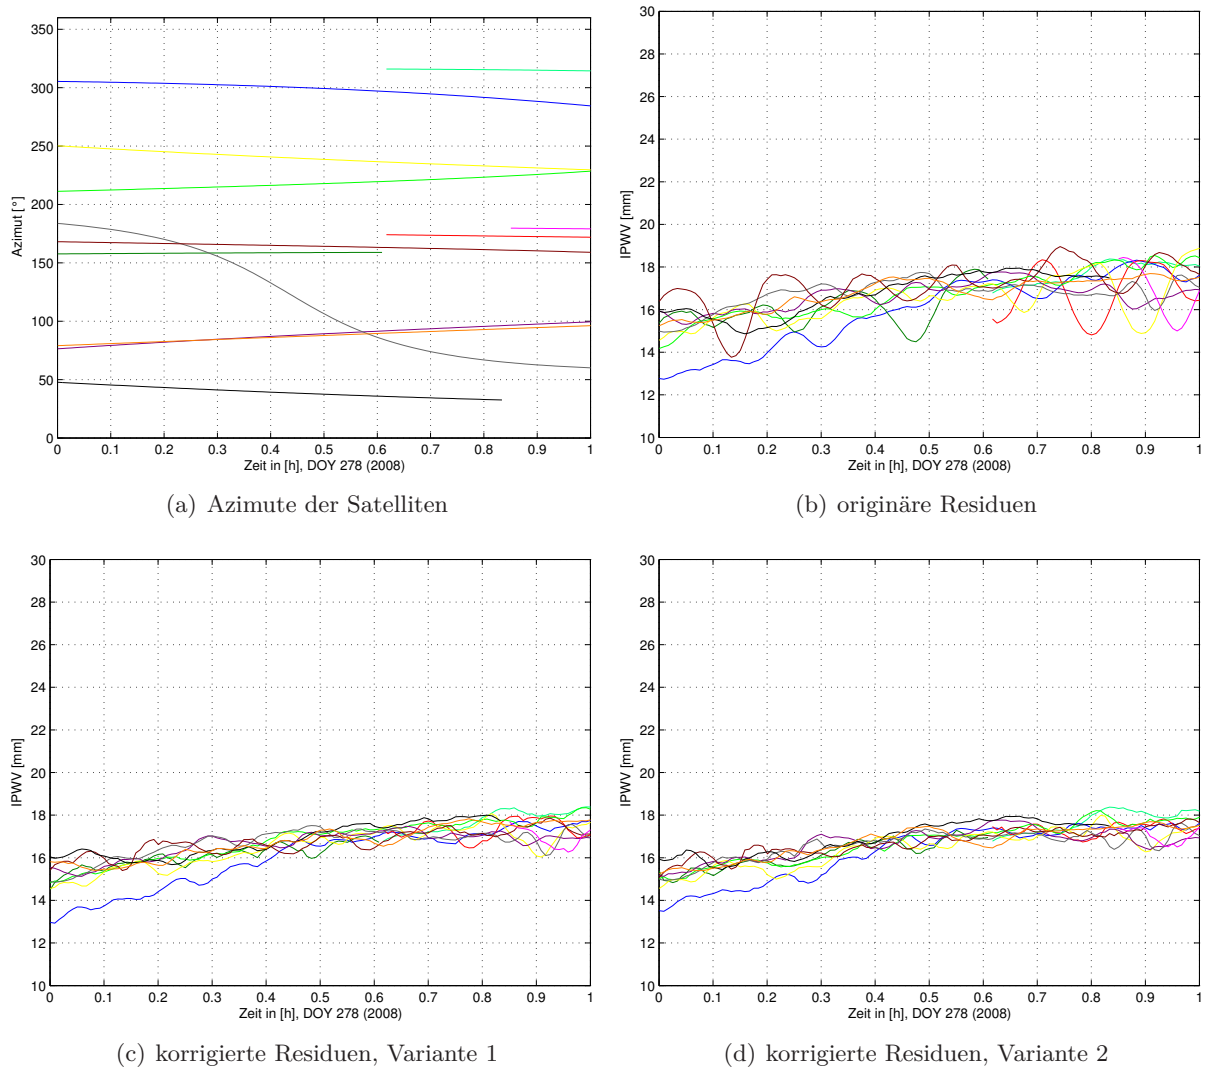 350
300
250
200
150
100
50
0
Azimut [°]
0 0.1 0.2 0.3 0.4 0.5 0.6 0.7 0.8 0.9 1
Zeit in [h], DOY 278 (2008)
(a) Azimute der Satelliten
30
28
26
24
22
20
18
16
14
12
10
IPWV [mm]
0 0.1 0.2 0.3 0.4 0.5 0.6 0.7 0.8 0.9 1
Zeit in [h], DOY 278 (2008)
(b) originäre Residuen
30
28
26
24
22
20
18
16
14
12
10
IPWV [mm]
0 0.1 0.2 0.3 0.4 0.5 0.6 0.7 0.8 0.9 1
Zeit in [h], DOY 278 (2008)
(c) korrigierte Residuen, Variante 1
30
28
26
24
22
20
18
16
14
12
10
IPWV [mm]
0 0.1 0.2 0.3 0.4 0.5 0.6 0.7 0.8 0.9 1
Zeit in [h], DOY 278 (2008)
(d) korrigierte Residuen, Variante 2